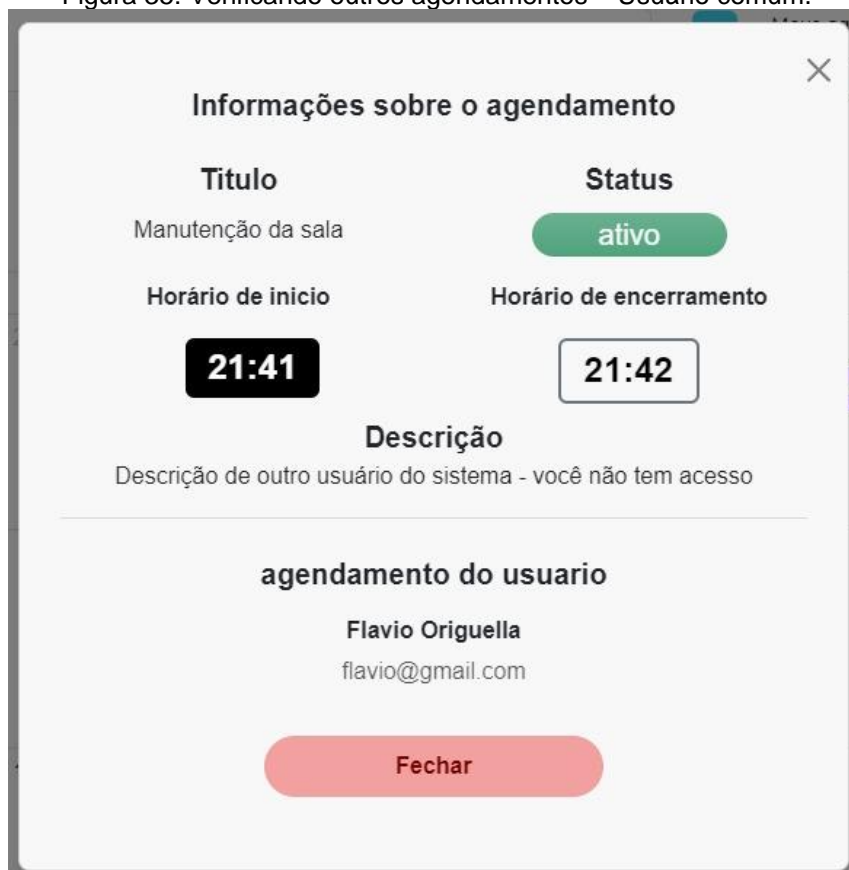 Informações sobre o agendamento
Titulo Status
Manutenção da sala ativo
Horário de inicio Horário de encerramento
21:41 21:42
Descrição
Descrição de outro usuário do sistema - você não tem acesso
agendamento do usuario
Flavio Origuella
flavio@gmail.com
Fechar